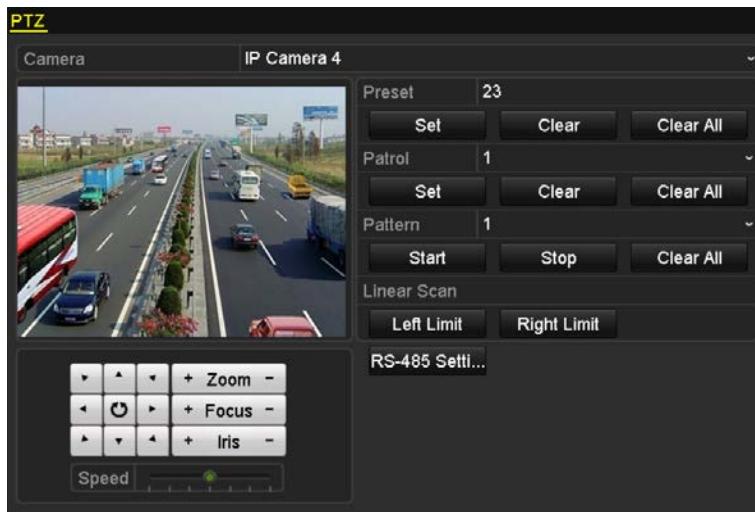 PTZ
Camera IP Camera 4
Preset 23
Set Clear Clear All
Patrol 1
Set Clear Clear All
Pattern 1
Start Stop Clear All
Linear Scan
Left Limit Right Limit
RS-485 Setti...
+ Zoom -
+ Focus -
+ Iris -
Speed